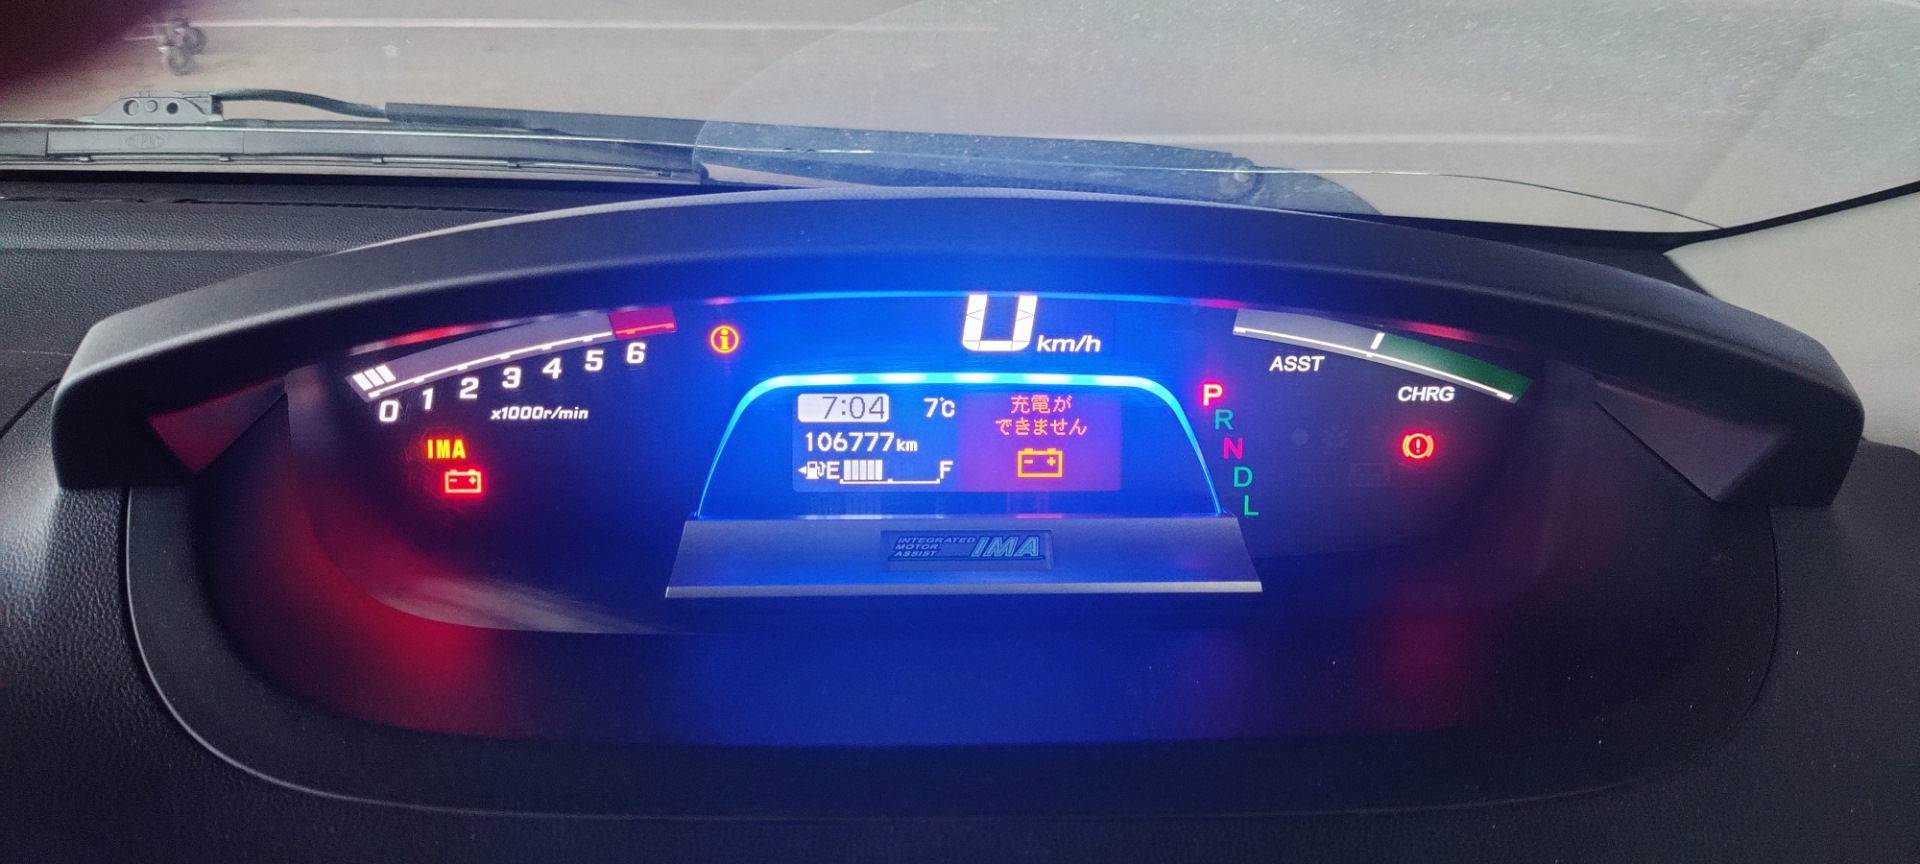 0 km/h
0 1 2 3 4 5 6
x1000r/min
ASST
CHRG
IMA
7:04 7℃
106777km
E F
充電が
できません
P
R
N
D
L
INTEGRATED
MOTOR
ASSIST
IMA